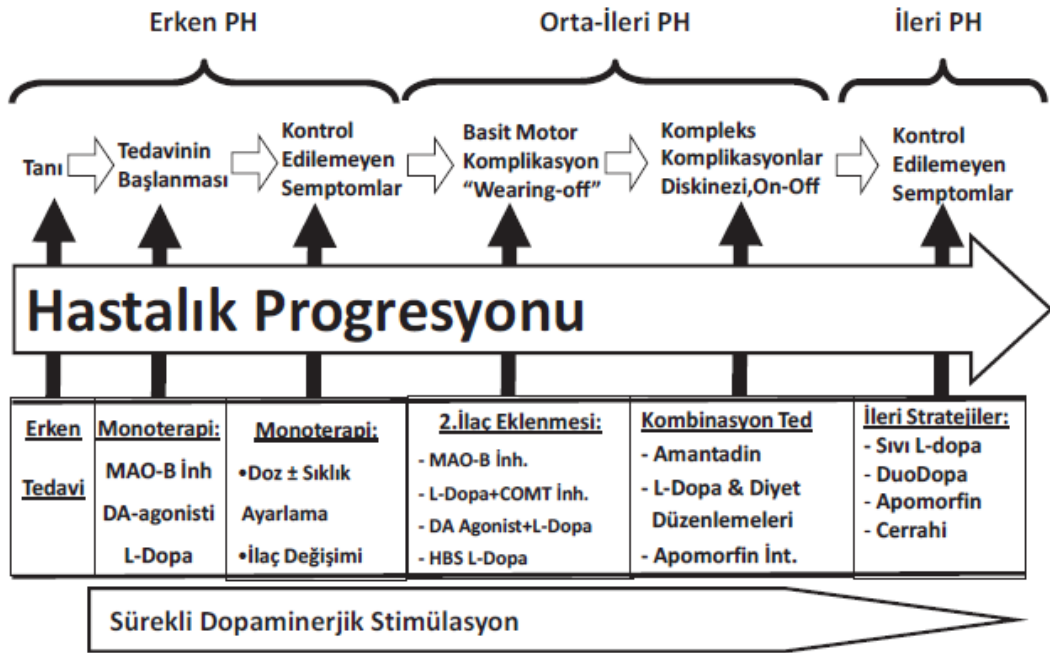 Erken PH
Orta-İleri PH
İleri PH
Tanı
Tedavinin
Başlanması
Kontrol
Edilemeyen
Semptomlar
Basit Motor
Komplikasyon
“Wearing-off”
Kompleks
Komplikasyonlar
Diskinezi,On-Off
Kontrol
Edilemeyen
Semptomlar
Hastalık Progresyonu
Erken
Tedavi
Monoterapi:
MAO-B İnh
DA-agonisti
L-Dopa
Monoterapi:
•Doz ± Sıklık
Ayarlama
•İlaç Değişimi
2.İlaç Eklenmesi:
- MAO-B İnh.
- L-Dopa+COMT İnh.
- DA Agonist+L-Dopa
- HBS L-Dopa
Kombinasyon Ted
- Amantadin
- L-Dopa & Diyet
Düzenlemeleri
- Apomorfin İnt.
İleri Stratejiler:
- Sıvı L-dopa
- DuoDopa
- Apomorfin
- Cerrahi
Sürekli Dopaminerjik Stimülasyon